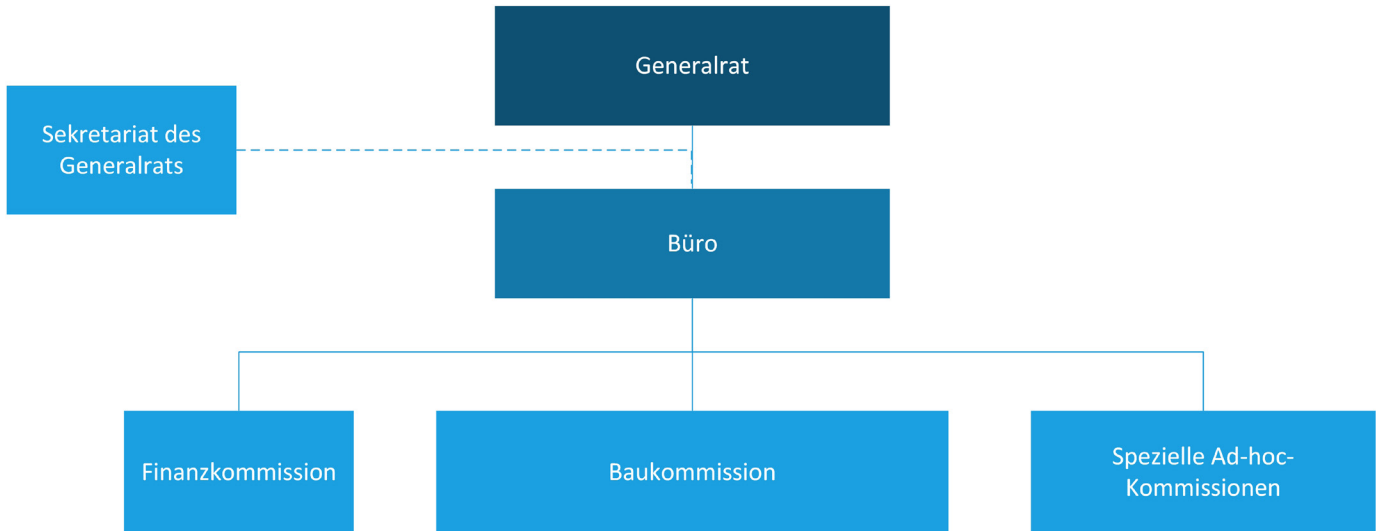 Generalrat
Sekretariat des
Generalrats
Büro
Finanzkommission
Baukommission
Spezielle Ad-hoc-
Kommissionen